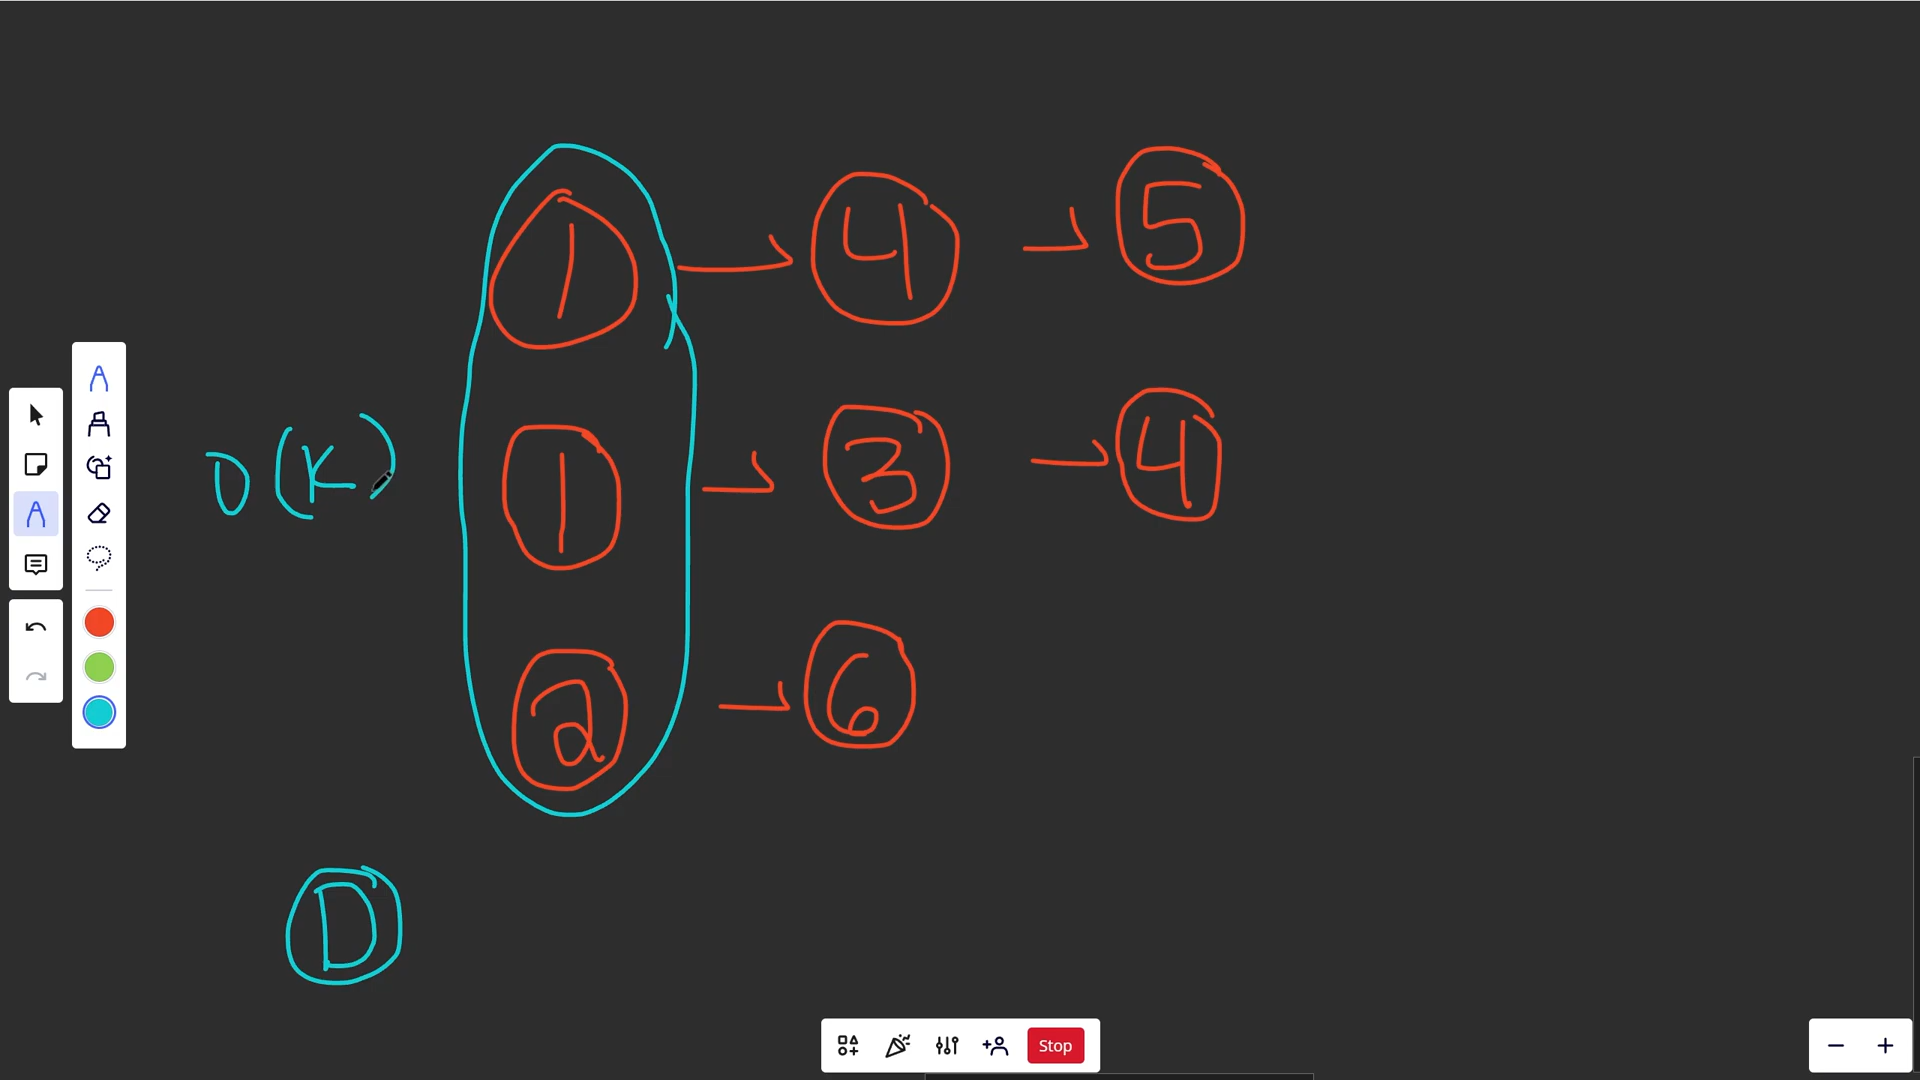 1 → 4 → 5
O(K)
1 → 3 → 4
2 → 6
D
Stop